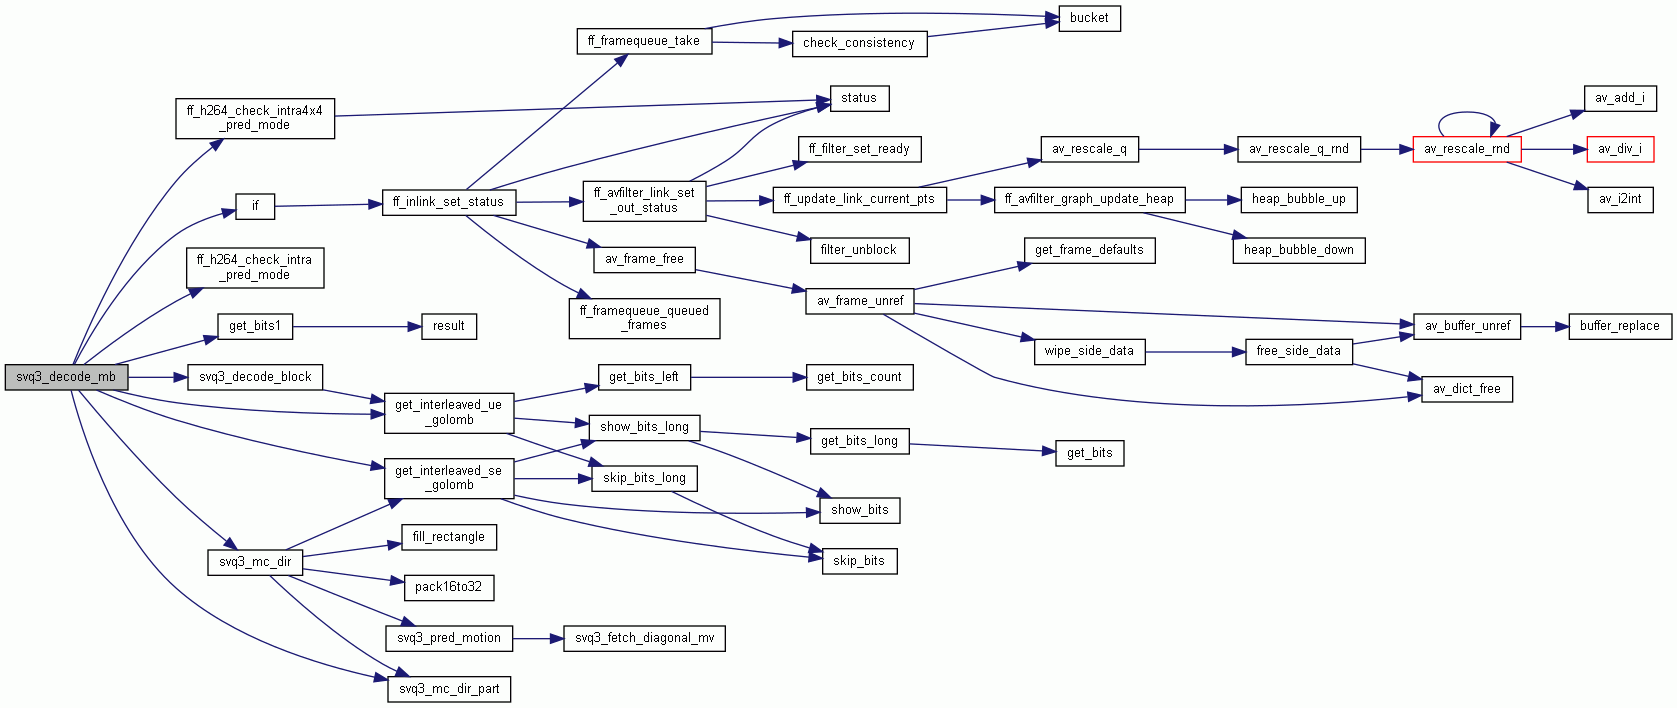 svq3_decode_mb
ff_h264_check_intra4x4
_pred_mode
if
ff_h264_check_intra
_pred_mode
get_bits1
svq3_decode_block
svq3_mc_dir
ff_inlink_set_status
result
get_interleaved_ue
_golomb
get_interleaved_se
_golomb
fill_rectangle
pack16to32
svq3_pred_motion
svq3_mc_dir_part
ff_framequeue_take
ff_avfilter_link_set
_out_status
av_frame_free
ff_framequeue_queued
_frames
get_bits_left
show_bits_long
skip_bits_long
svq3_fetch_diagonal_mv
check_consistency
status
ff_filter_set_ready
ff_update_link_current_pts
filter_unblock
av_frame_unref
get_bits_count
get_bits_long
show_bits
skip_bits
bucket
av_rescale_q
ff_avfilter_graph_update_heap
get_frame_defaults
wipe_side_data
get_bits
av_rescale_q_rnd
heap_bubble_up
heap_bubble_down
free_side_data
av_rescale_rnd
av_buffer_unref
av_dict_free
av_add_i
av_div_i
av_i2int
buffer_replace